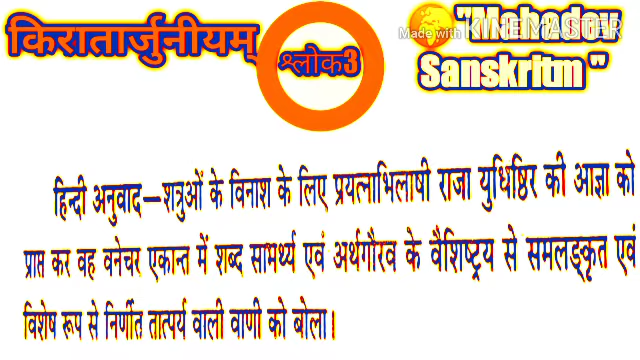 किरातार्जुनीयम्
श्लोक3
"Mahadev
Made with KINEMASTER
Sanskritm "
हिन्दी अनुवाद—शत्रुओं के विनाश के लिए प्रयत्नाभिलाषी राजा युधिष्ठिर की आज्ञा को
प्राप्त कर वह वनेचर एकान्त में शब्द सामर्थ्य एवं अर्थगौरव के वैशिष्ट्रय से समलङ्कृत एवं
विशेष रूप से निर्णीत तात्पर्य वाली वाणी को बोला।